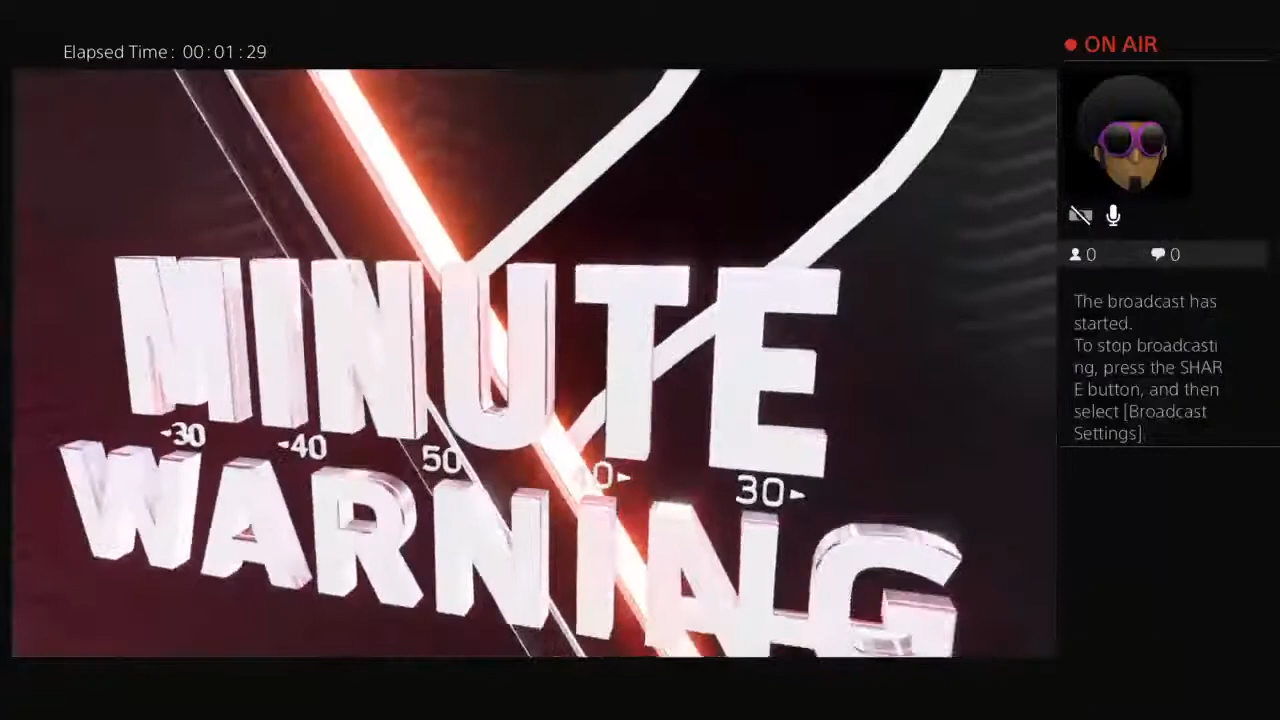 Elapsed Time: 00:01:29
ON AIR
MINUTE
◄30 ◄40 50 30►
WARNING
0 0
The broadcast has
started.
To stop broadcasti
ng, press the SHAR
E button, and then
select [Broadcast
Settings].